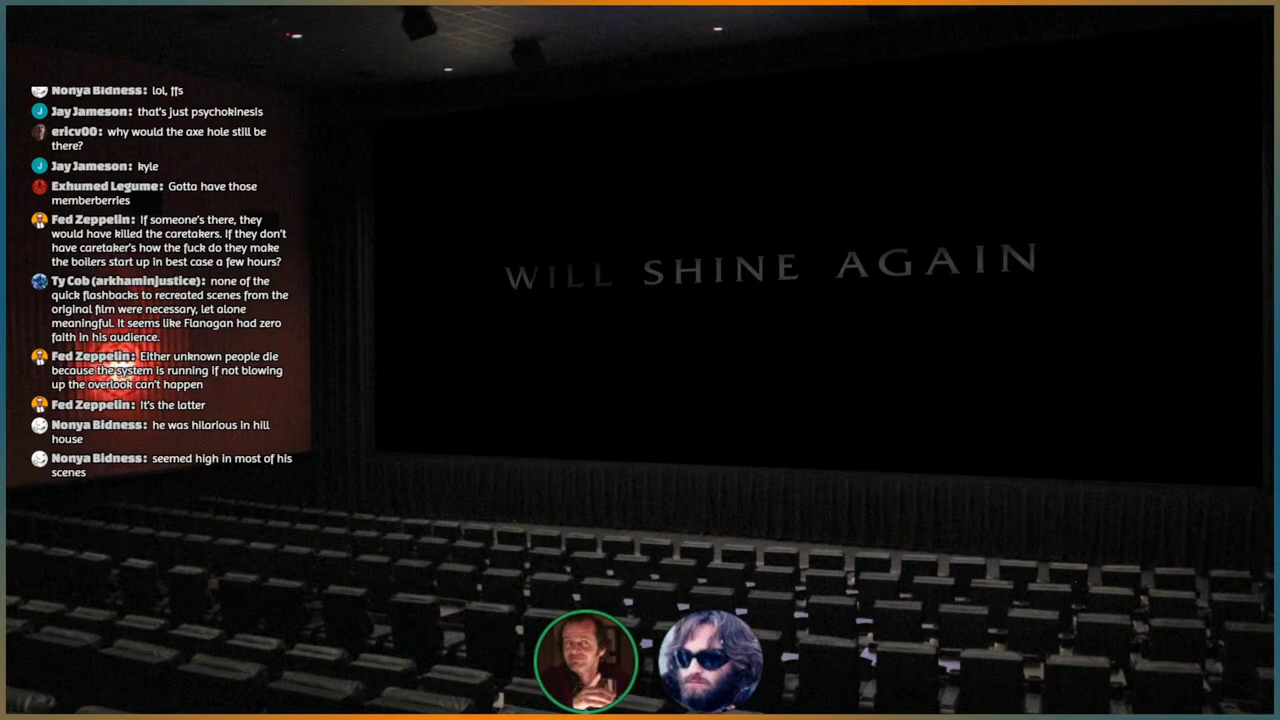 Nonya Bidness: lol, ffs
Jay Jameson: that's just psychokinesis
ericv00: why would the axe hole still be
there?
Jay Jameson: kyle
Exhumed Legume: Gotta have those
memberberries
Fed Zeppelin: If someone's there, they
would have killed the caretakers. If they don't
have caretaker's how the fuck do they make
the boilers start up in best case a few hours?
Ty Cob (arkhaminjustice): none of the
quick flashbacks to recreated scenes from the
original film were necessary, let alone
meaningful. It seems like Flanagan had zero
faith in his audience.
Fed Zeppelin: Either unknown people die
because the system is running if not blowing
up the overlook can't happen
Fed Zeppelin: It's the latter
Nonya Bidness: he was hilarious in hill
house
Nonya Bidness: seemed high in most of his
scenes
WILL SHINE AGAIN
J
J